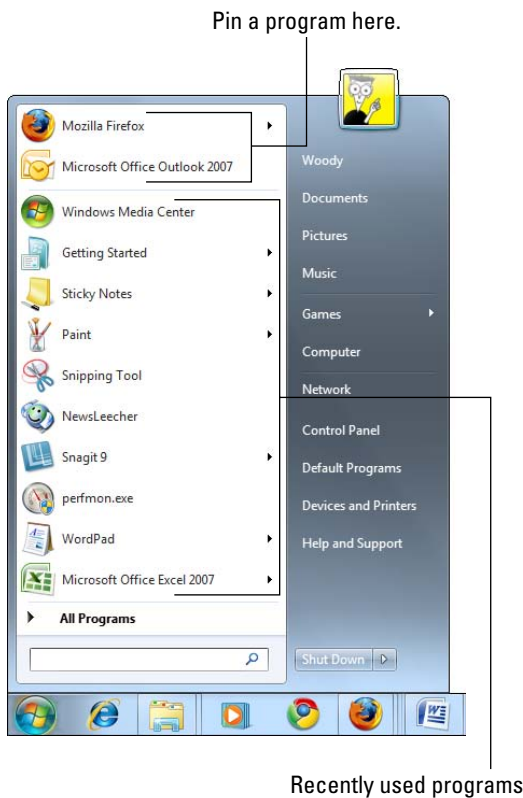 Pin a program here.
Mozilla Firefox
Microsoft Office Outlook 2007
Windows Media Center
Getting Started
Sticky Notes
Paint
Snipping Tool
NewsLeecher
Snagit 9
perfmon.exe
WordPad
Microsoft Office Excel 2007
All Programs
Woody
Documents
Pictures
Music
Games
Computer
Network
Control Panel
Default Programs
Devices and Printers
Help and Support
Shut Down
Recently used programs